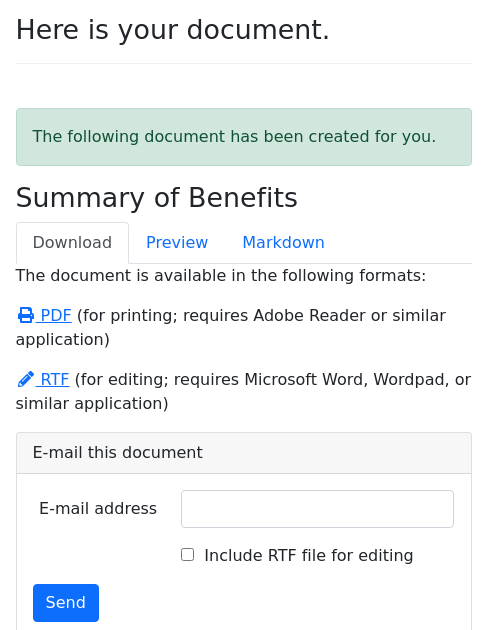 Here is your document.
The following document has been created for you.
Summary of Benefits
Download Preview Markdown
The document is available in the following formats:
PDF (for printing; requires Adobe Reader or similar
application)
RTF (for editing; requires Microsoft Word, Wordpad, or
similar application)
E-mail this document
E-mail address
Include RTF file for editing
Send